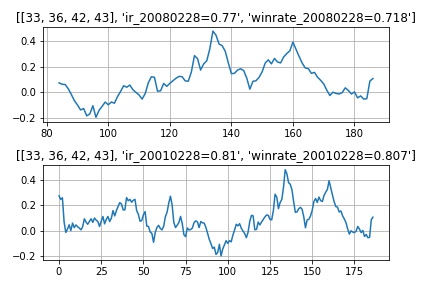 [[33, 36, 42, 43], 'ir_20080228=0.77', 'winrate_20080228=0.718']
0.4
0.2
0.0
-0.2
80 100 120 140 160 180
[[33, 36, 42, 43], 'ir_20010228=0.81', 'winrate_20010228=0.807']
0.4
0.2
0.0
-0.2
0 25 50 75 100 125 150 175